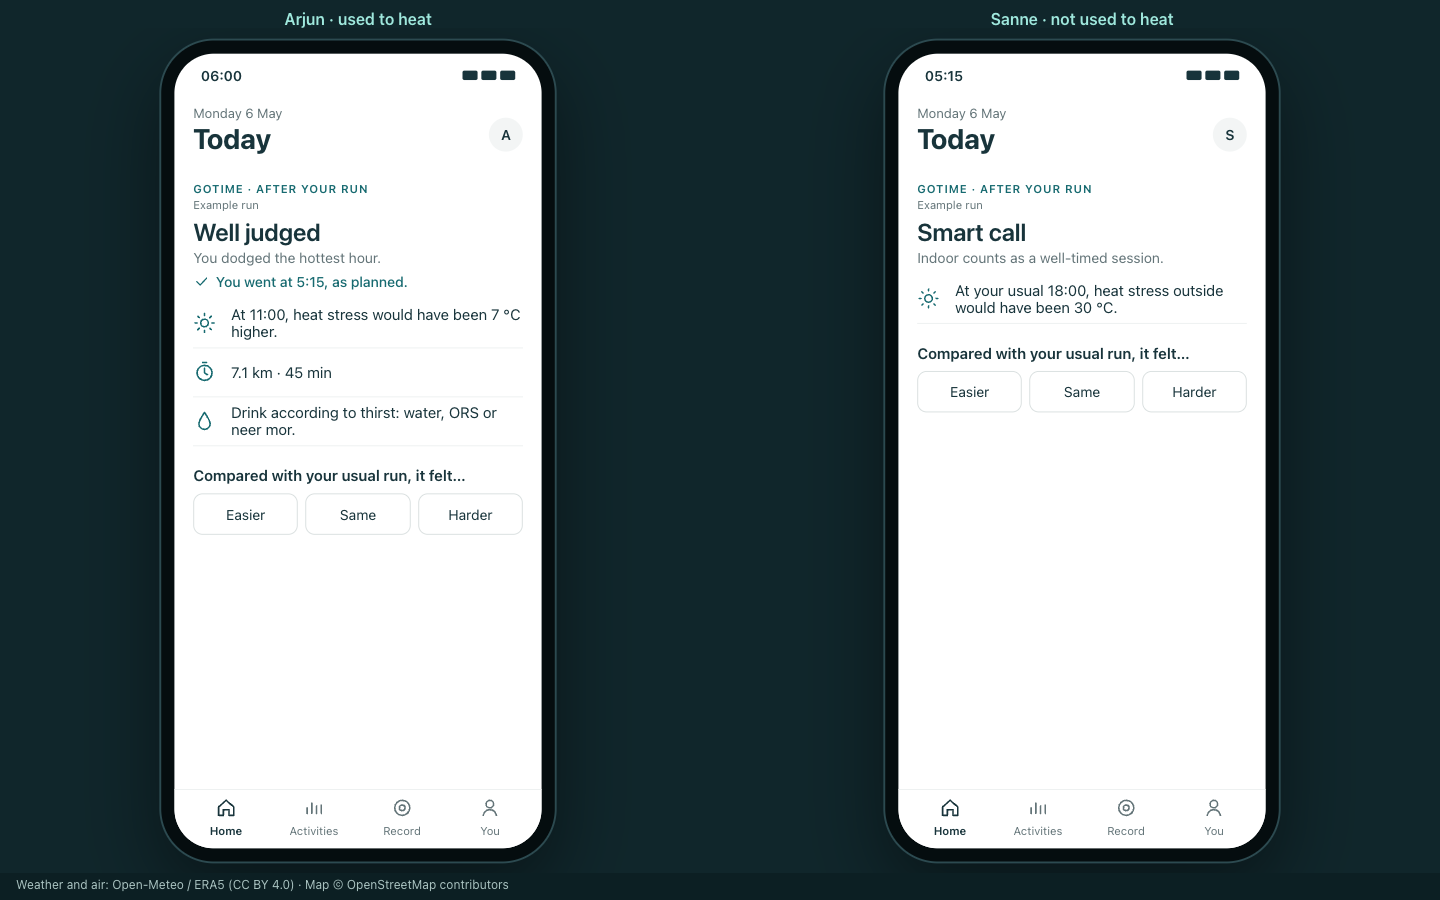 Arjun · used to heat
06:00
Monday 6 May
Today
A
GOTIME · AFTER YOUR RUN
Example run
Well judged
You dodged the hottest hour.
You went at 5:15, as planned.
At 11:00, heat stress would have been 7 °C
higher.
7.1 km · 45 min
Drink according to thirst: water, ORS or
neer mor.
Compared with your usual run, it felt...
Easier
Same
Harder
Home
Activities
Record
You
Sanne · not used to heat
05:15
Monday 6 May
Today
S
GOTIME · AFTER YOUR RUN
Example run
Smart call
Indoor counts as a well-timed session.
At your usual 18:00, heat stress outside
would have been 30 °C.
Compared with your usual run, it felt...
Easier
Same
Harder
Home
Activities
Record
You
Weather and air: Open-Meteo / ERA5 (CC BY 4.0) · Map © OpenStreetMap contributors